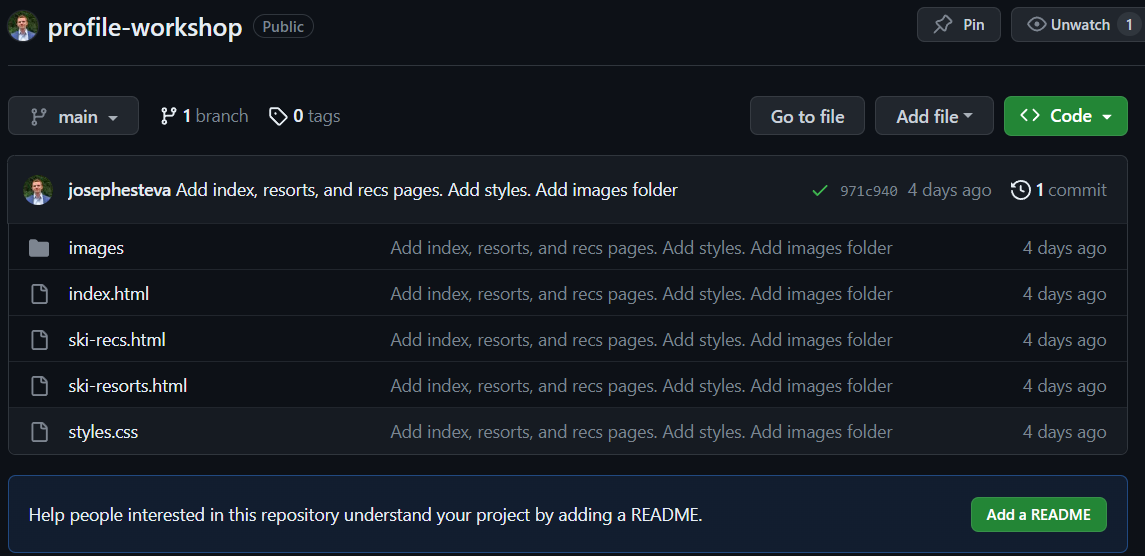 profile-workshop Public Pin Unwatch 1
main 1 branch 0 tags Go to file Add file Code
josephesteva Add index, resorts, and recs pages. Add styles. Add images folder 971c940 4 days ago 1 commit
images Add index, resorts, and recs pages. Add styles. Add images folder 4 days ago
index.html Add index, resorts, and recs pages. Add styles. Add images folder 4 days ago
ski-recs.html Add index, resorts, and recs pages. Add styles. Add images folder 4 days ago
ski-resorts.html Add index, resorts, and recs pages. Add styles. Add images folder 4 days ago
styles.css Add index, resorts, and recs pages. Add styles. Add images folder 4 days ago
Help people interested in this repository understand your project by adding a README. Add a README